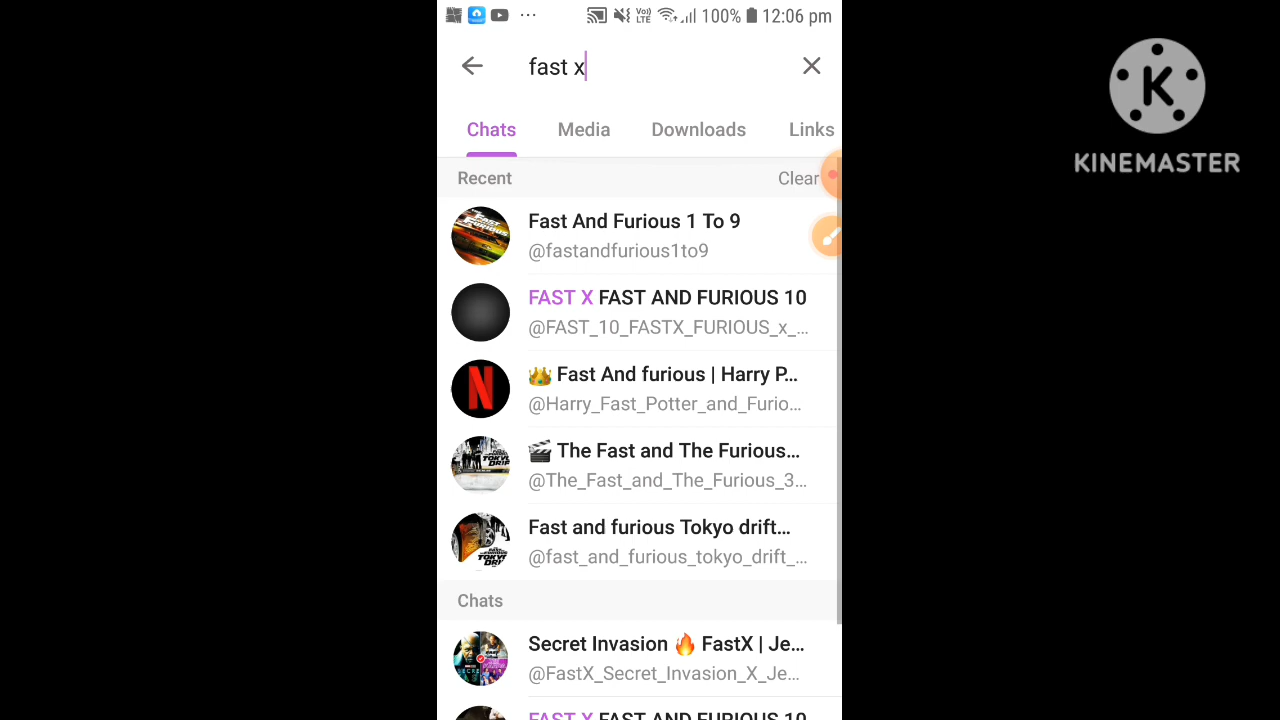 Vo))
LTE
100%
12:06 pm
fast x
Chats
Media
Downloads
Links
Recent
Clear
Fast And Furious 1 To 9
@fastandfurious1to9
FAST X FAST AND FURIOUS 10
@FAST_10_FASTX_FURIOUS_x_...
👑 Fast And furious | Harry P...
@Harry_Fast_Potter_and_Furio...
🎬 The Fast and The Furious...
@The_Fast_and_The_Furious_3...
Fast and furious Tokyo drift...
@fast_and_furious_tokyo_drift_...
Chats
Secret Invasion 🔥 FastX | Je...
@FastX_Secret_Invasion_X_Je...
FAST X FAST AND FURIOUS 10
K
KINEMASTER